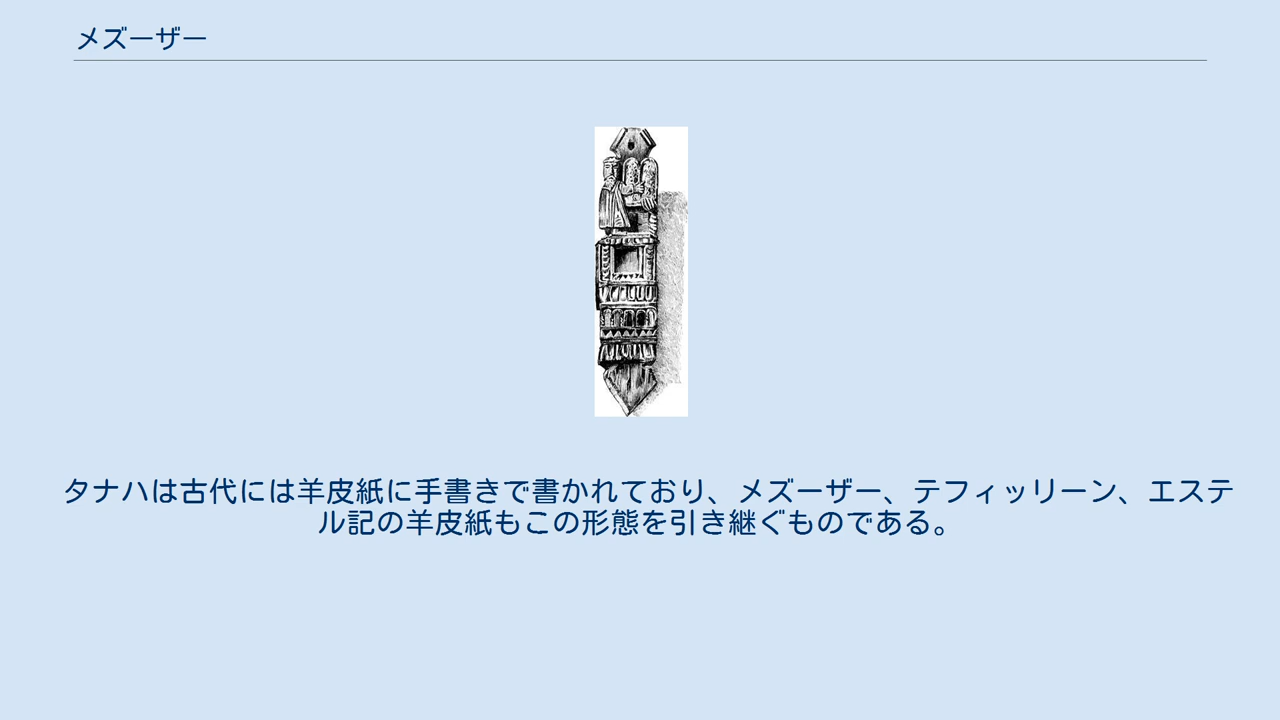 メズーザー
タナハは古代には羊皮紙に手書きで書かれており、メズーザー、テフィッリーン、エステ
ル記の羊皮紙もこの形態を引き継ぐものである。